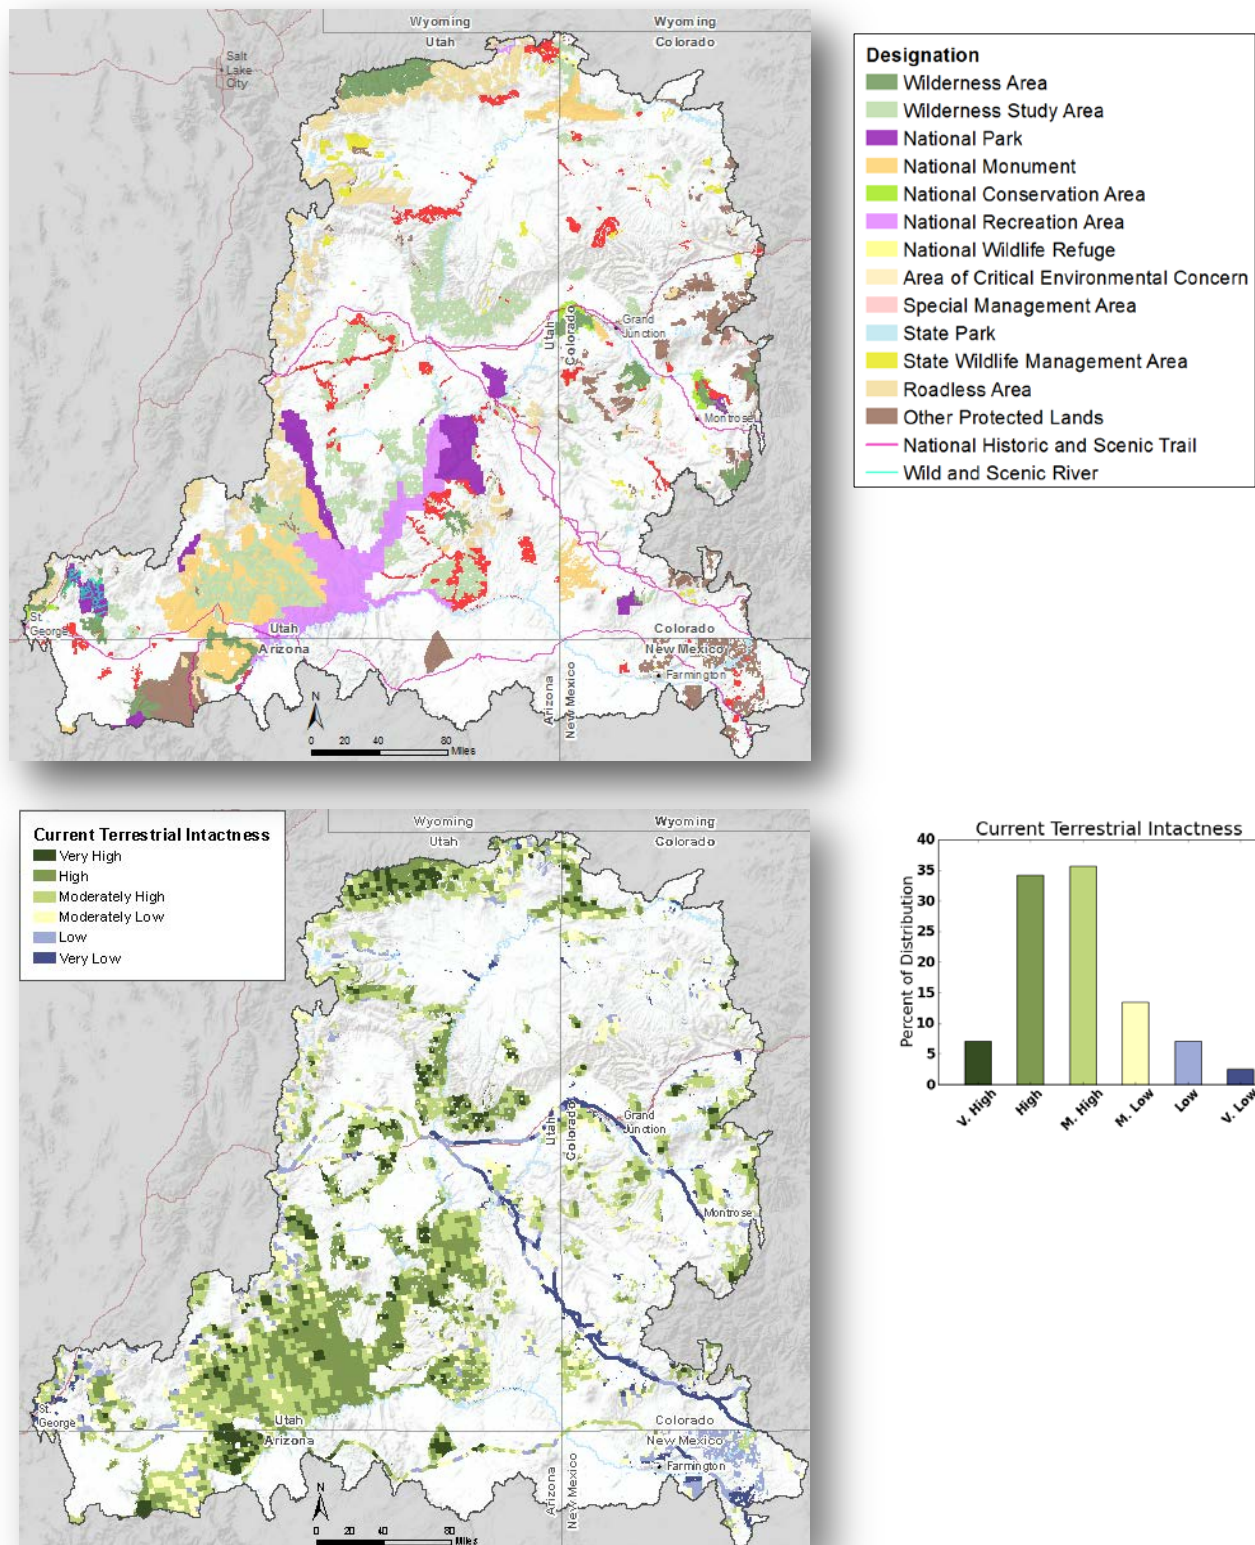 Wyoming
Wyoming
Utah
Colorado
Salt
Lake
City
Utah
Colorado
Grand
Junction
Montrose
St.
George
Utah
Arizona
Colorado
New Mexico
Farmington
Arizona
New Mexico
N
0 20 40 80
Miles
Designation
Wilderness Area
Wilderness Study Area
National Park
National Monument
National Conservation Area
National Recreation Area
National Wildlife Refuge
Area of Critical Environmental Concern
Special Management Area
State Park
State Wildlife Management Area
Roadless Area
Other Protected Lands
National Historic and Scenic Trail
Wild and Scenic River
Current Terrestrial Intactness
Very High
High
Moderately High
Moderately Low
Low
Very Low
Wyoming
Wyoming
Utah
Colorado
Utah
Colorado
Grand
Junction
Montrose
St.
George
Utah
Arizona
Colorado
New Mexico
Farmington
Arizona
New Mexico
N
0 20 40 80
Miles
Current Terrestrial Intactness
Percent of Distribution
40
35
30
25
20
15
10
5
0
V. High
High
M. High
M. Low
Low
V. Low